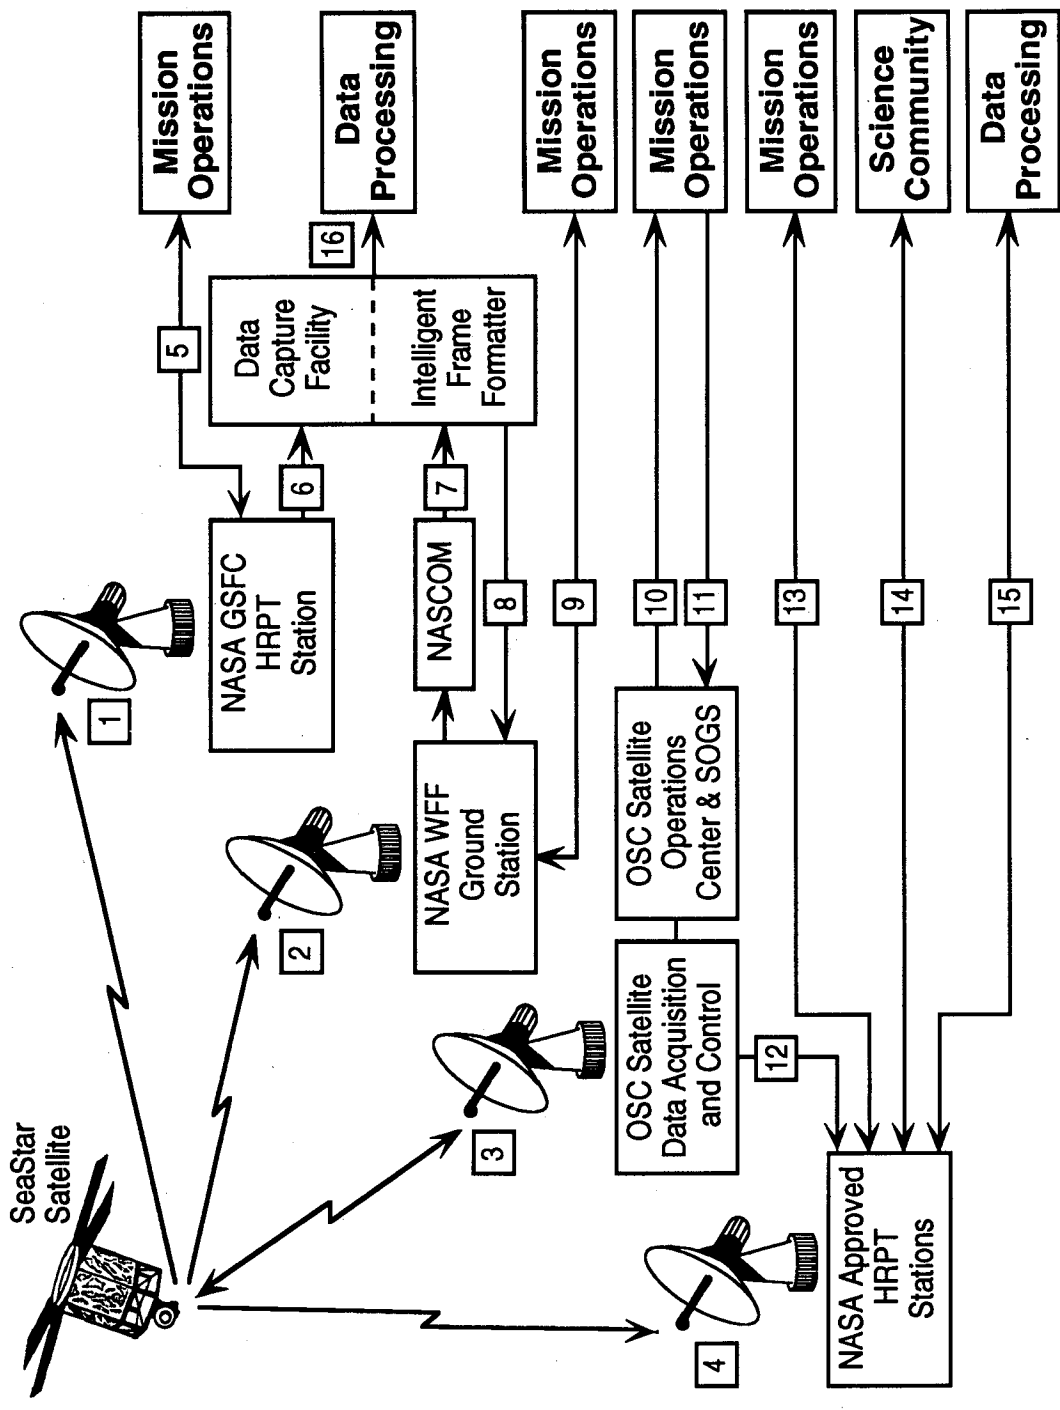 SeaStar
Satellite
1
2
3
4
NASA GSFC
HRPT
Station
NASA WFF
Ground
Station
NASCOM
OSC Satellite
Data Acquisition
and Control
OSC Satellite
Operations
Center & SOGS
NASA Approved
HRPT
Stations
5
6
7
8
9
10
11
12
13
14
15
16
Data
Capture
Facility
Intelligent
Frame
Formatter
Mission
Operations
Data
Processing
Mission
Operations
Mission
Operations
Mission
Operations
Science
Community
Data
Processing